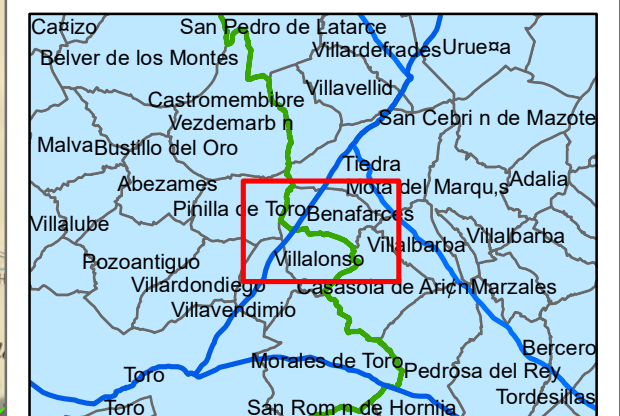 Ca¤izo
San Pedro de Latarce
Villardefrades
Urue¤a
Belver de los Montes
Villavellid
Castromembibre
Vezdemarb n
San Cebri n de Mazote
Malva
Bustillo del Oro
Tiedra
Abezames
Mota del Marqu‚s
Adalia
Pinilla de Toro
Benafarces
Villalube
Villalbarba
Villalbarba
Pozoantiguo
Villalonso
Villardondiego
Casasola de Ari¢n
Marzales
Villavendimio
Bercero
Morales de Toro
Pedrosa del Rey
Toro
Tordesillas
Toro
San Rom n de Hornija